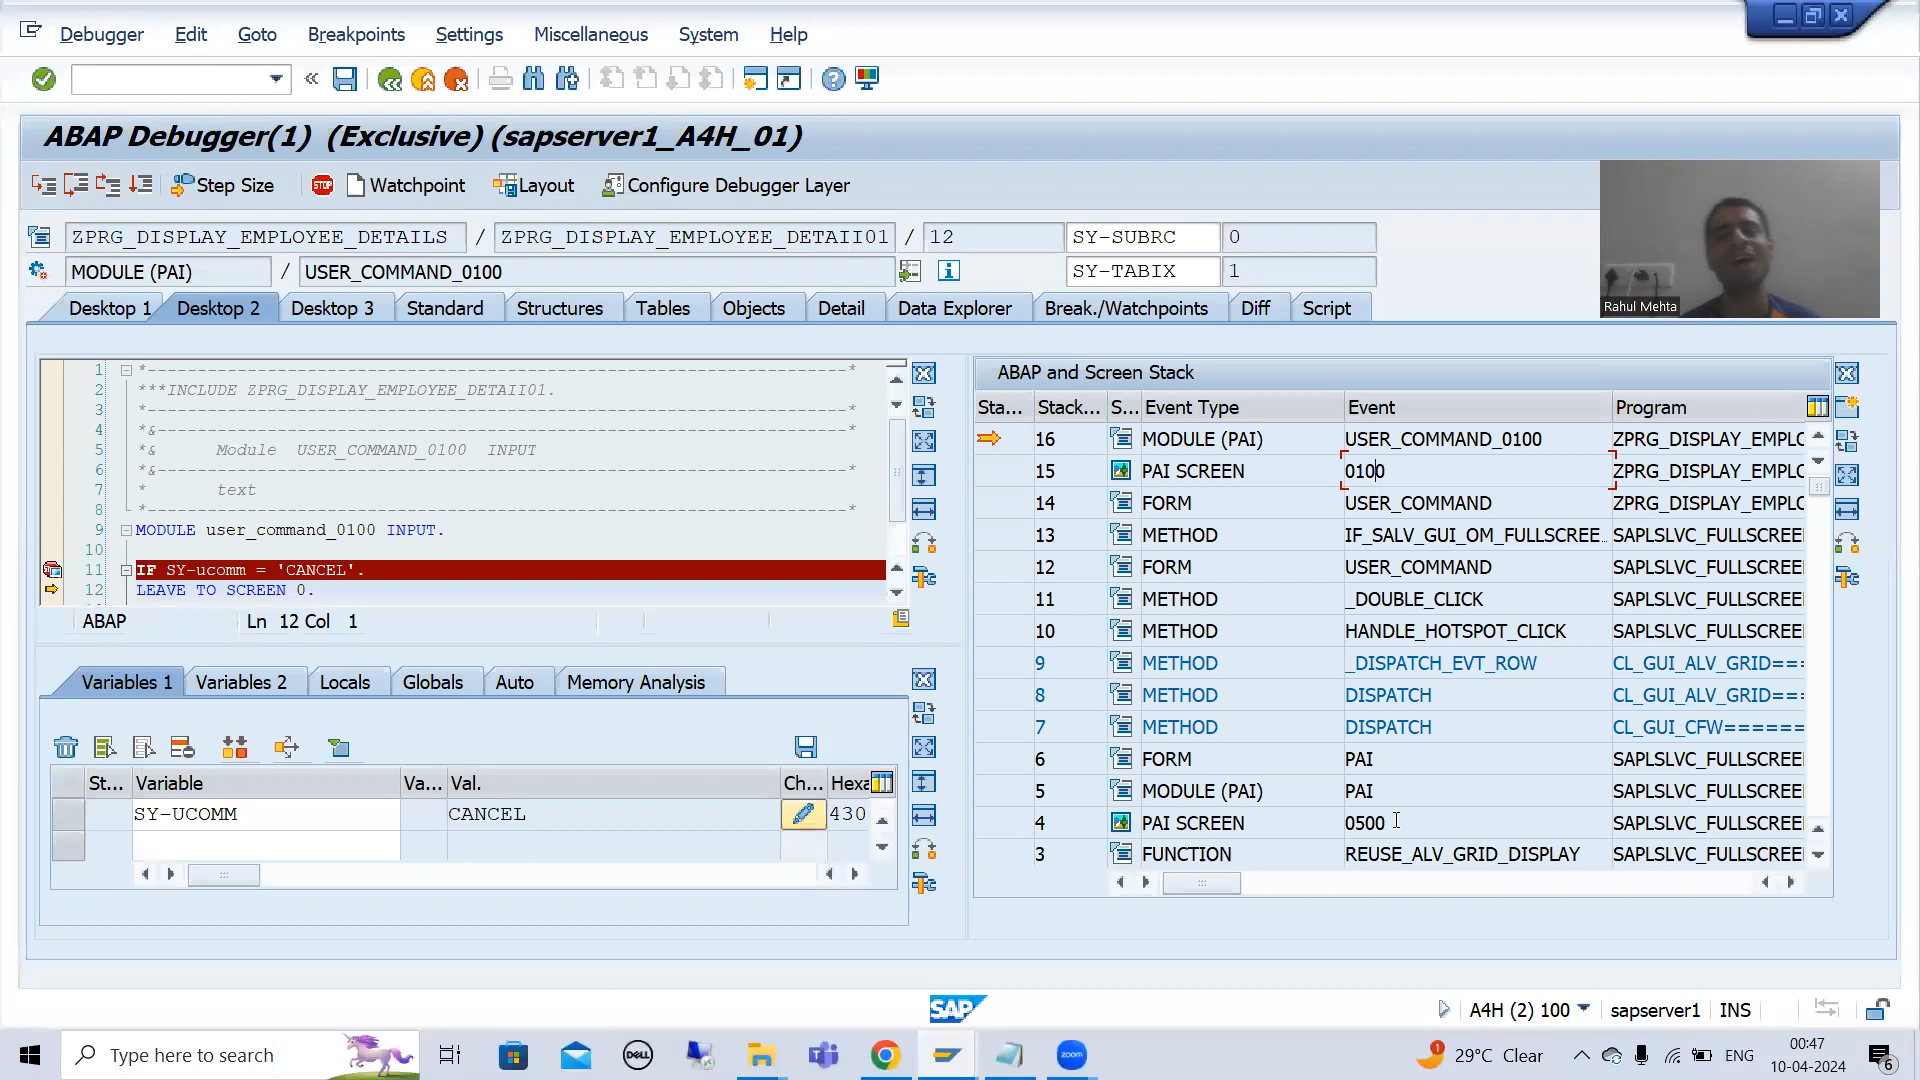 Debugger Edit Goto Breakpoints Settings Miscellaneous System Help
ABAP Debugger(1) (Exclusive) (sapserver1_A4H_01)
Step Size STOP Watchpoint Layout Configure Debugger Layer
ZPRG_DISPLAY_EMPLOYEE_DETAILS / ZPRG_DISPLAY_EMPLOYEE_DETAII01 / 12 SY-SUBRC 0
MODULE (PAI) / USER_COMMAND_0100 SY-TABIX 1
Rahul Mehta
Desktop 1 Desktop 2 Desktop 3 Standard Structures Tables Objects Detail Data Explorer Break./Watchpoints Diff Script
1 *----------------------------------------------------------------------*
2 ***INCLUDE ZPRG_DISPLAY_EMPLOYEE_DETAII01.
3 *----------------------------------------------------------------------*
4 *&---------------------------------------------------------------------*
5 *& Module USER_COMMAND_0100 INPUT
6 *&---------------------------------------------------------------------*
7 * text
8 *----------------------------------------------------------------------*
9 MODULE user_command_0100 INPUT.
10
11 IF SY-ucomm = 'CANCEL'.
12 LEAVE TO SCREEN 0.
ABAP Ln 12 Col 1
Variables 1 Variables 2 Locals Globals Auto Memory Analysis
St... Variable Va... Val. Ch... Hexa
SY-UCOMM CANCEL 430
ABAP and Screen Stack
Sta... Stack... S... Event Type Event Program
16 MODULE (PAI) USER_COMMAND_0100 ZPRG_DISPLAY_EMPLO
15 PAI SCREEN 0100 ZPRG_DISPLAY_EMPLO
14 FORM USER_COMMAND ZPRG_DISPLAY_EMPLO
13 METHOD IF_SALV_GUI_OM_FULLSCREE... SAPLSLVC_FULLSCREE
12 FORM USER_COMMAND SAPLSLVC_FULLSCREE
11 METHOD _DOUBLE_CLICK SAPLSLVC_FULLSCREE
10 METHOD HANDLE_HOTSPOT_CLICK SAPLSLVC_FULLSCREE
9 METHOD _DISPATCH_EVT_ROW CL_GUI_ALV_GRID===
8 METHOD DISPATCH CL_GUI_ALV_GRID===
7 METHOD DISPATCH CL_GUI_CFW=======
6 FORM PAI SAPLSLVC_FULLSCREE
5 MODULE (PAI) PAI SAPLSLVC_FULLSCREE
4 PAI SCREEN 0500 SAPLSLVC_FULLSCREE
3 FUNCTION REUSE_ALV_GRID_DISPLAY SAPLSLVC_FULLSCREE
SAP
A4H (2) 100 sapserver1 INS
Type here to search DELL zoom 29°C Clear ENG 00:47
10-04-2024 6